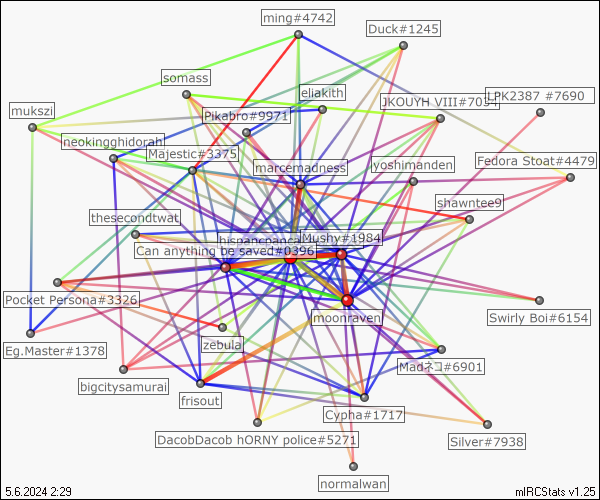 ming#4742
Duck#1245
somass
eliakith
LPK2387 #7690
mukszi
Pikabro#9971
JKOUYH VIII#7034
neokingghidorah
Majestic#3375
marcemadness
yoshimanden
Fedora Stoat#4479
shawntee9
thesecondtwat
Mushy#1984
Can anything be saved#0396
Pocket Persona#3326
moonraven
Swirly Boi#6154
zebula
Eg.Master#1378
Madネコ#6901
bigcitysamurai
frisout
Cypha#1717
DacobDacob hORNY police#5271
Silver#7938
normalwan
5.6.2024 2:29
mIRCStats v1.25